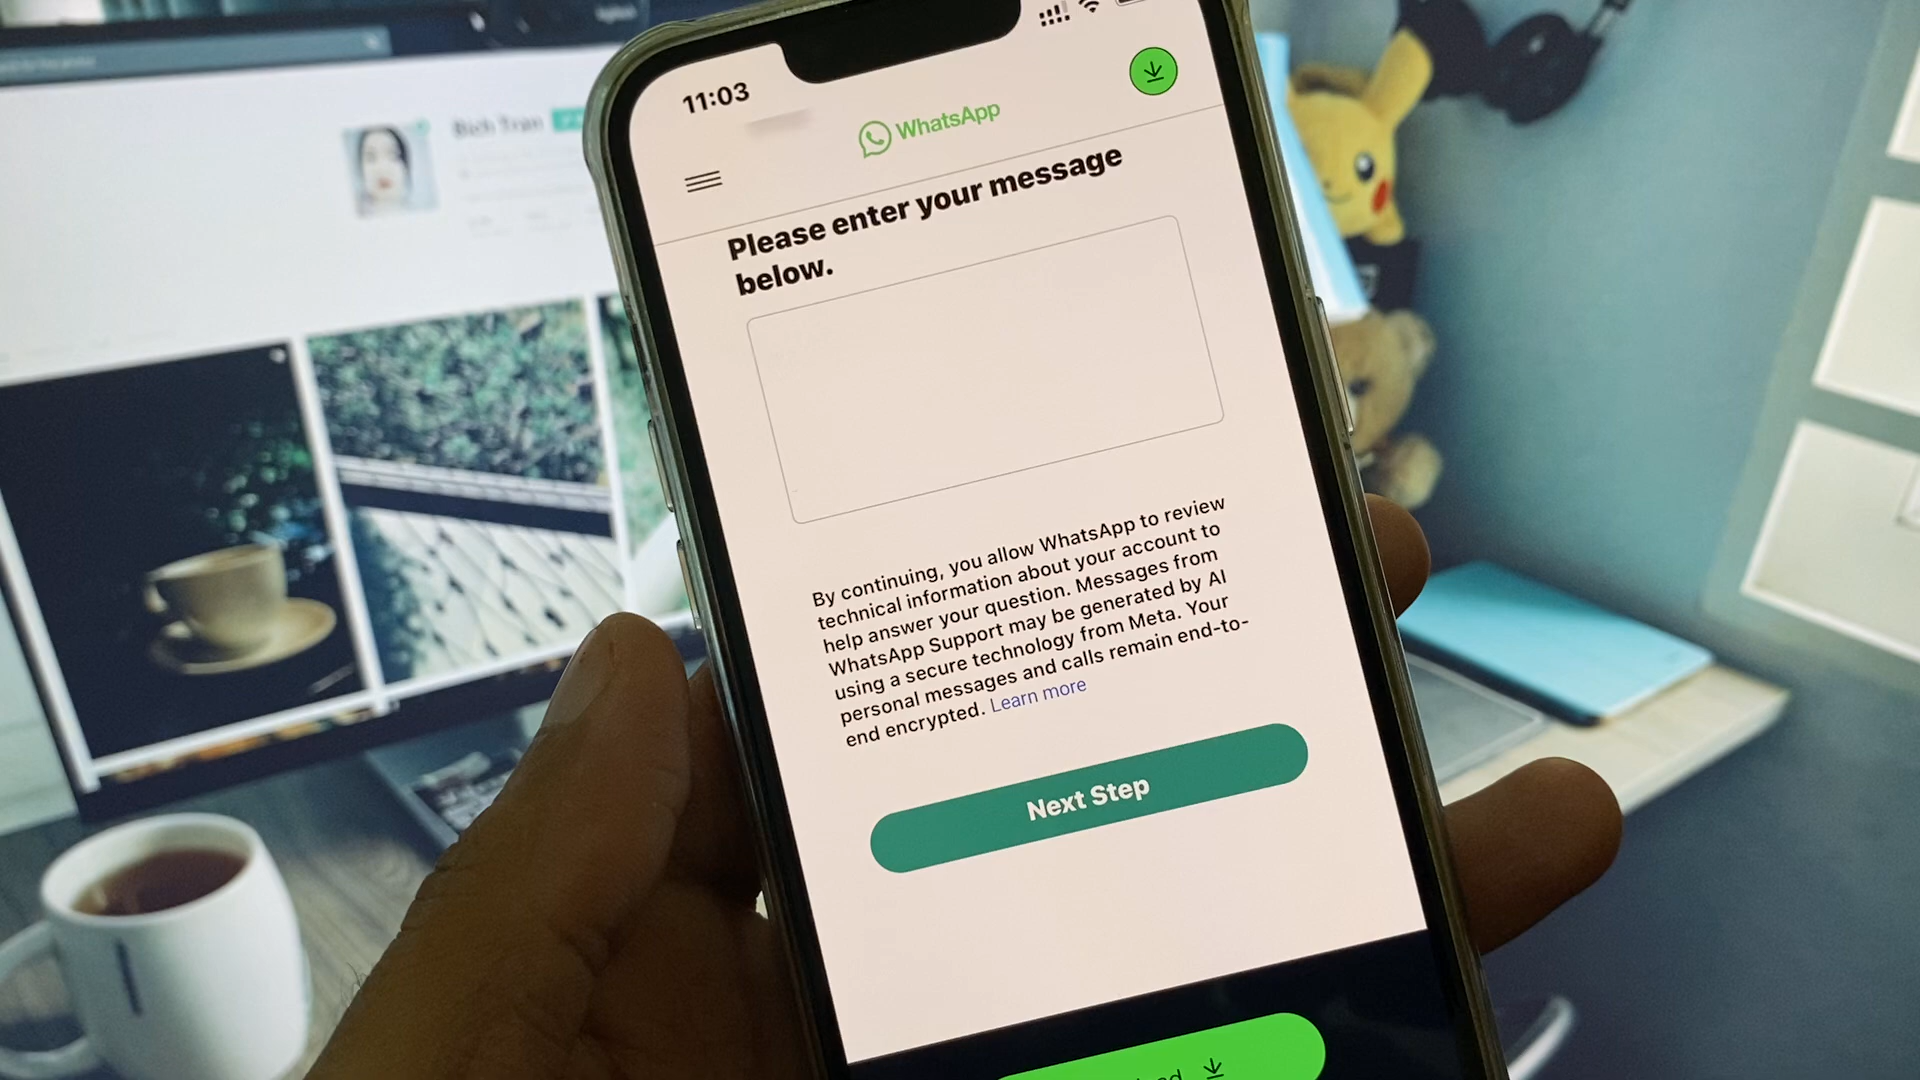 Bich Tran
11:03
WhatsApp
Please enter your message
below.
By continuing, you allow WhatsApp to review
technical information about your account to
help answer your question. Messages from
WhatsApp Support may be generated by AI
using a secure technology from Meta. Your
personal messages and calls remain end-to-
end encrypted. Learn more
Next Step